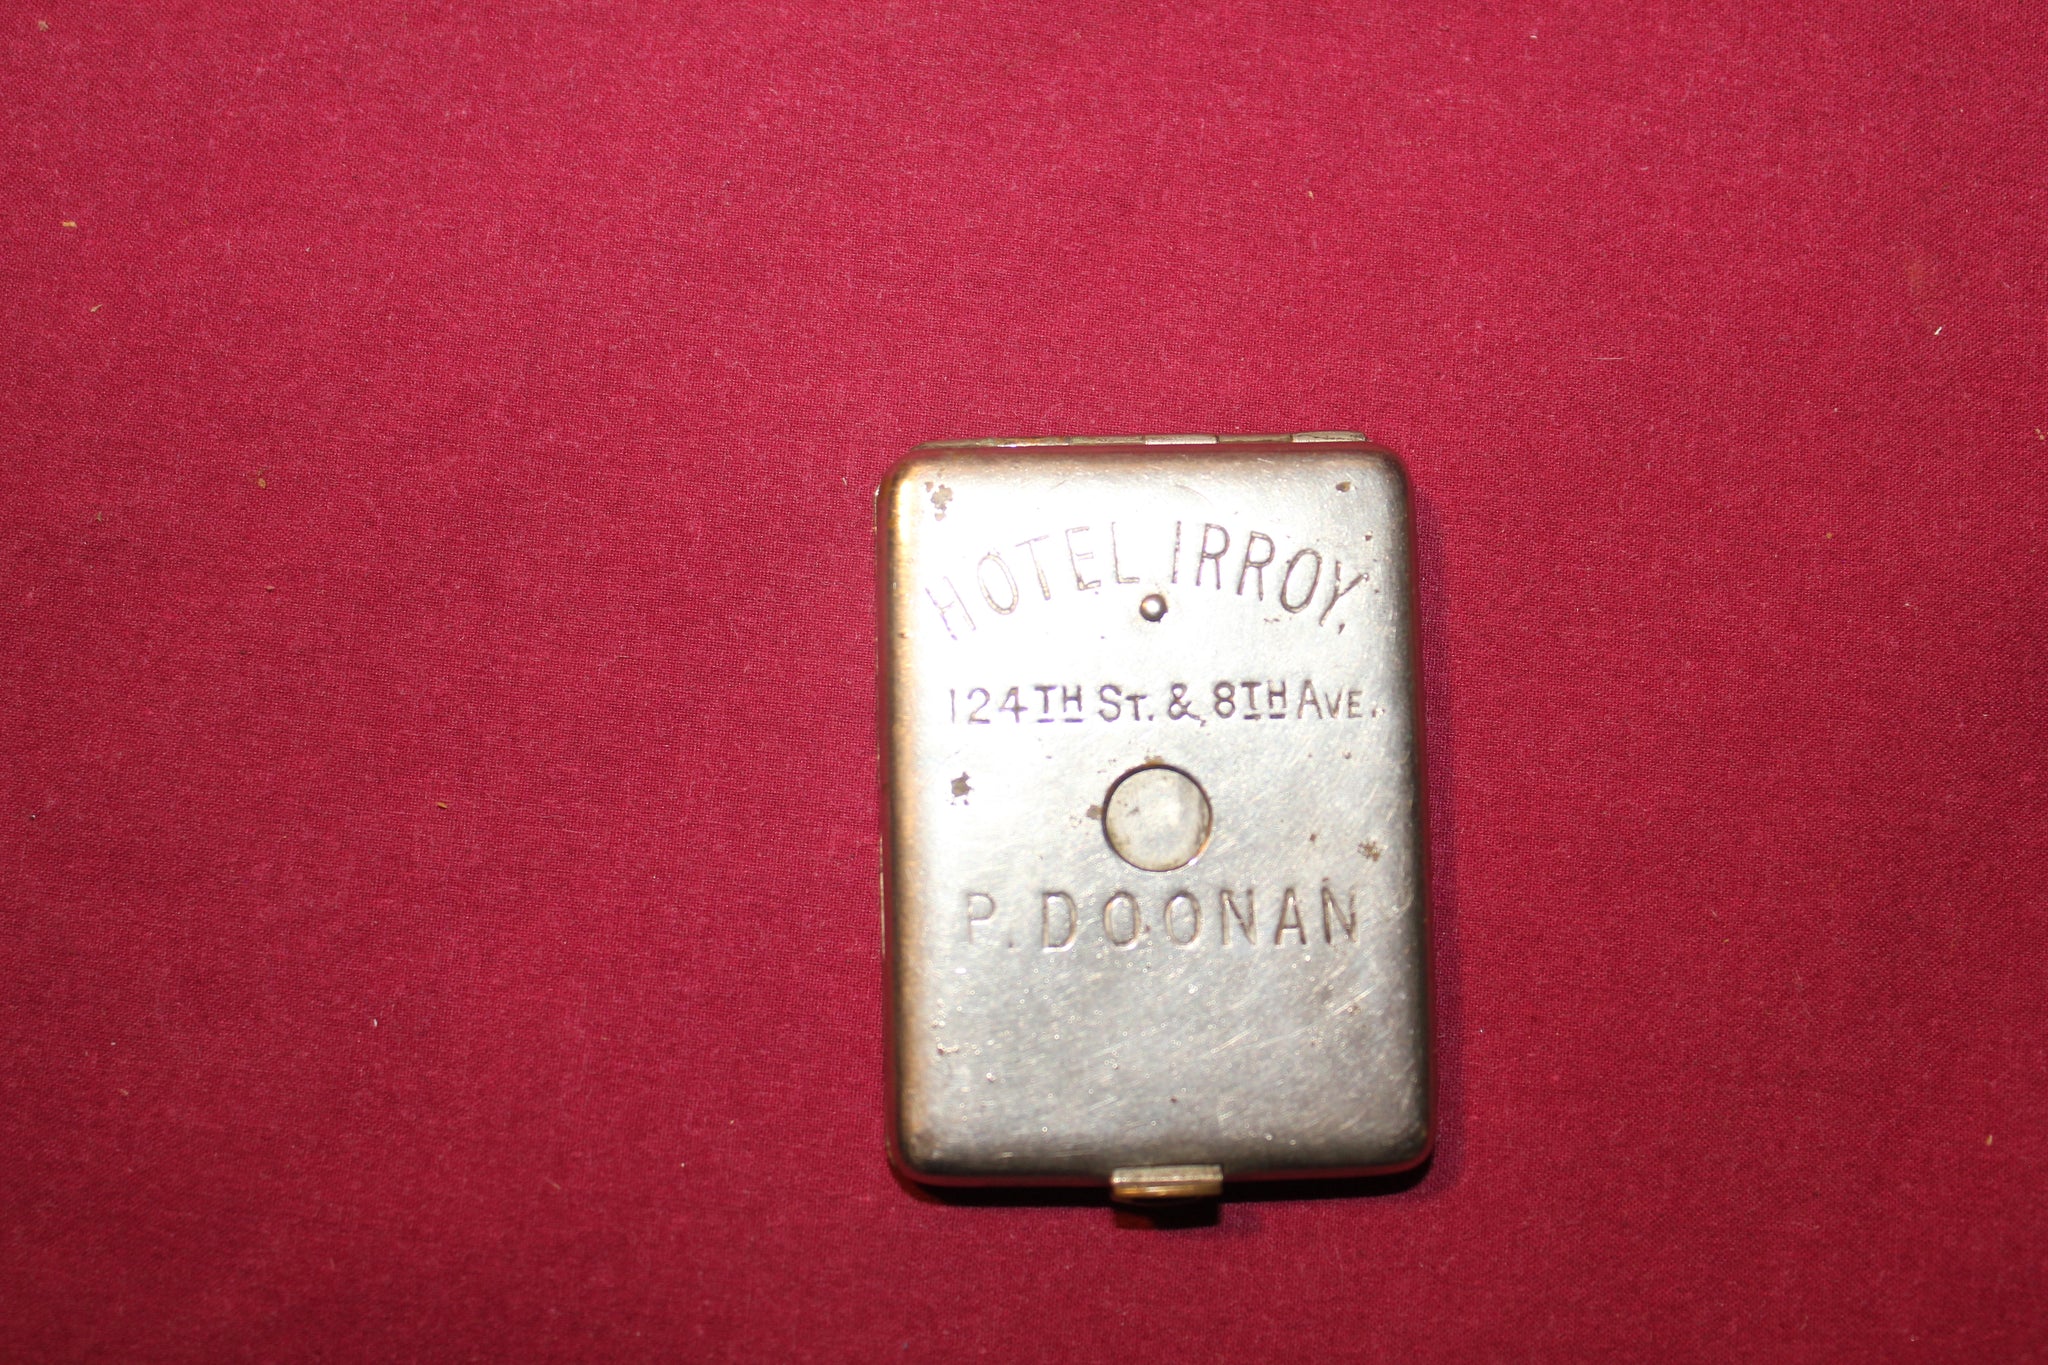 HOTEL IRROY.
124TH ST. & 8TH AVE.
P. DOONAN